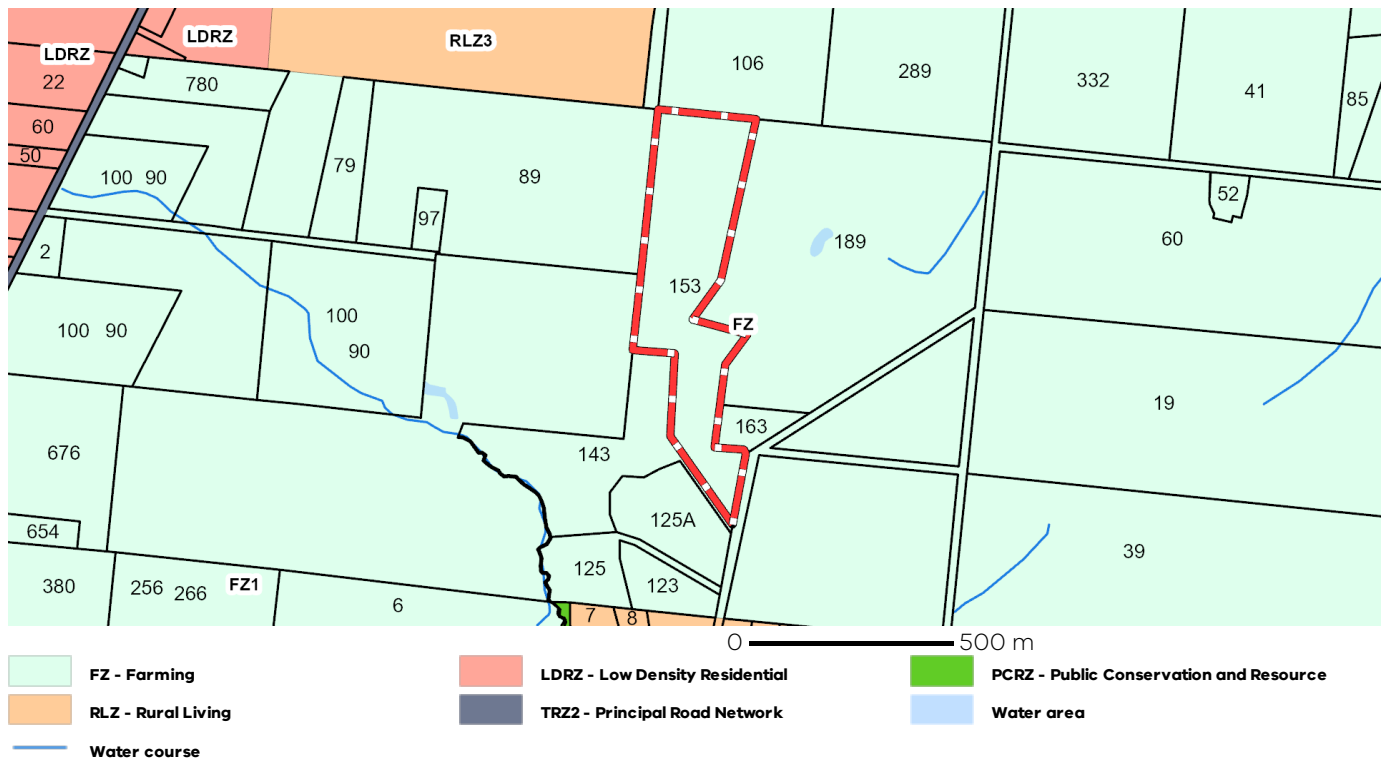 LDRZ
RLZ3
LDRZ
106
289
332
41
22
780
85
60
50
79
89
100 90
97
52
2
189
60
153
100
FZ
100 90
90
19
163
676
143
125A
654
39
125
380
256 266
FZ1
123
6
7
8
0 500 m
FZ - Farming
LDRZ - Low Density Residential
PCRZ - Public Conservation and Resource
RLZ - Rural Living
TRZ2 - Principal Road Network
Water area
Water course